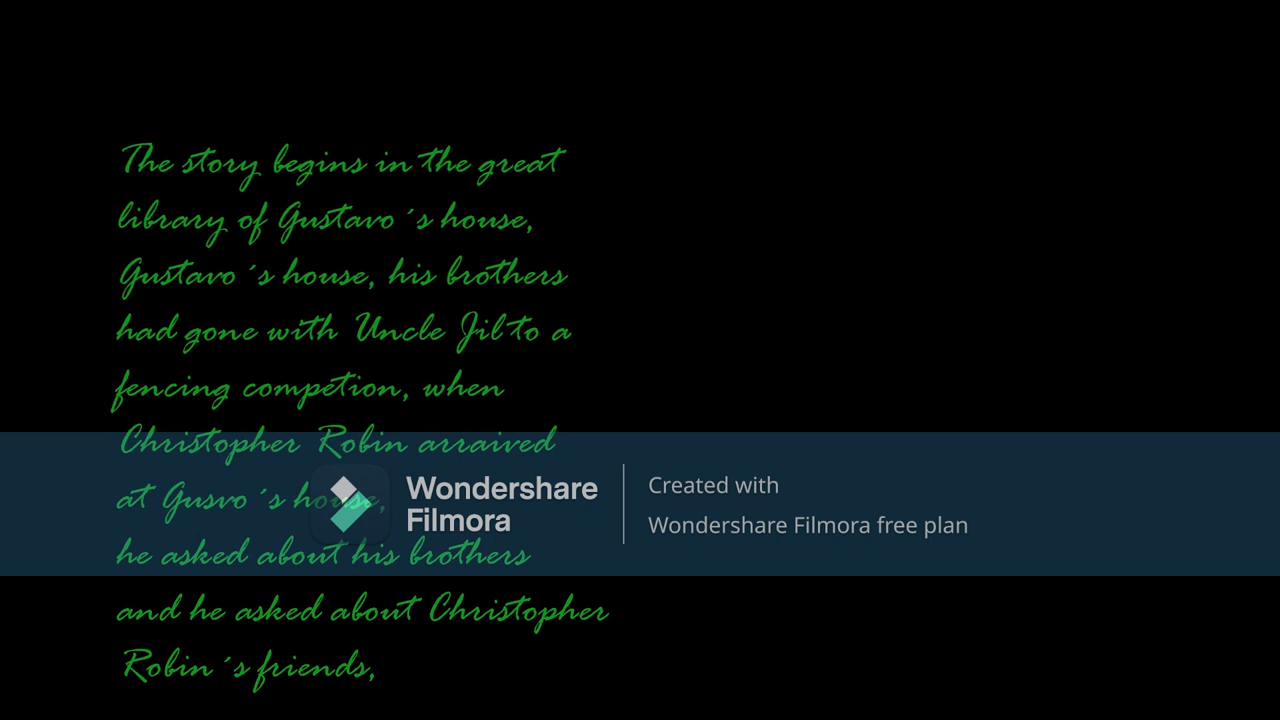 The story begins in the great
library of Gustavo ´s house,
Gustavo ´s house, his brothers
had gone with Uncle Jil to a
fencing competion, when
Christopher Robin arraived
at Gusvo ´s house,
he asked about his brothers
and he asked about Christopher
Robin ´s friends,
Wondershare
Filmora
Created with
Wondershare Filmora free plan